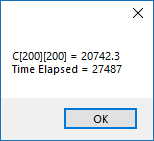 C[200][200] = 20742.3
Time Elapsed = 27487
OK